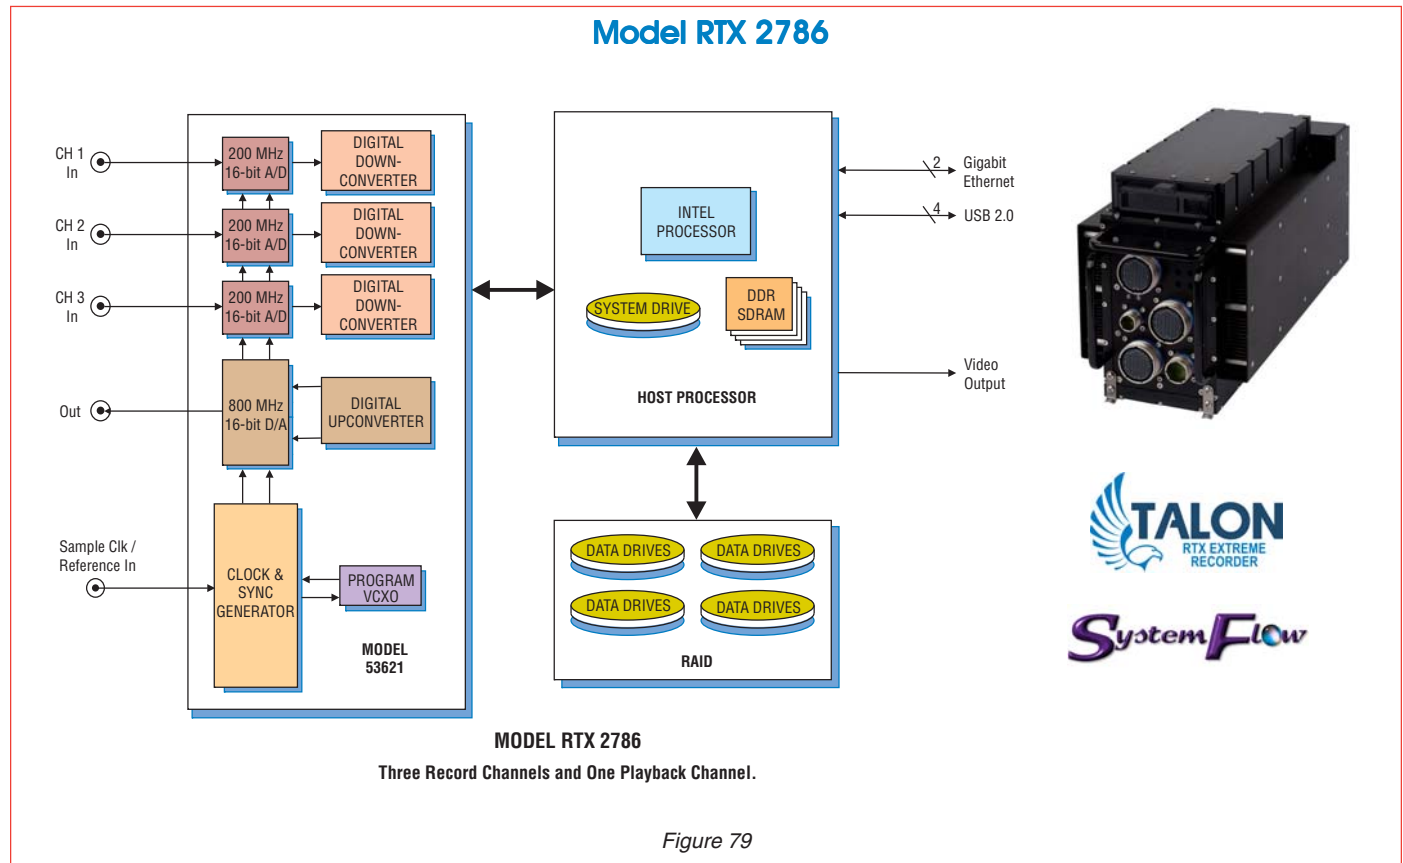 Model RTX 2786
CH 1
In
200 MHz
16-bit A/D
DIGITAL
DOWN-
CONVERTER
CH 2
In
200 MHz
16-bit A/D
DIGITAL
DOWN-
CONVERTER
CH 3
In
200 MHz
16-bit A/D
DIGITAL
DOWN-
CONVERTER
Out
800 MHz
16-bit D/A
DIGITAL
UPCONVERTER
Sample Clk /
Reference In
CLOCK &
SYNC
GENERATOR
PROGRAM
VCXO
MODEL
53621
INTEL
PROCESSOR
SYSTEM DRIVE
DDR
SDRAM
HOST PROCESSOR
2
Gigabit
Ethernet
4
USB 2.0
Video
Output
DATA DRIVES
DATA DRIVES
DATA DRIVES
DATA DRIVES
RAID
TALON
RTX EXTREME
RECORDER
SystemFlow
MODEL RTX 2786
Three Record Channels and One Playback Channel.
Figure 79